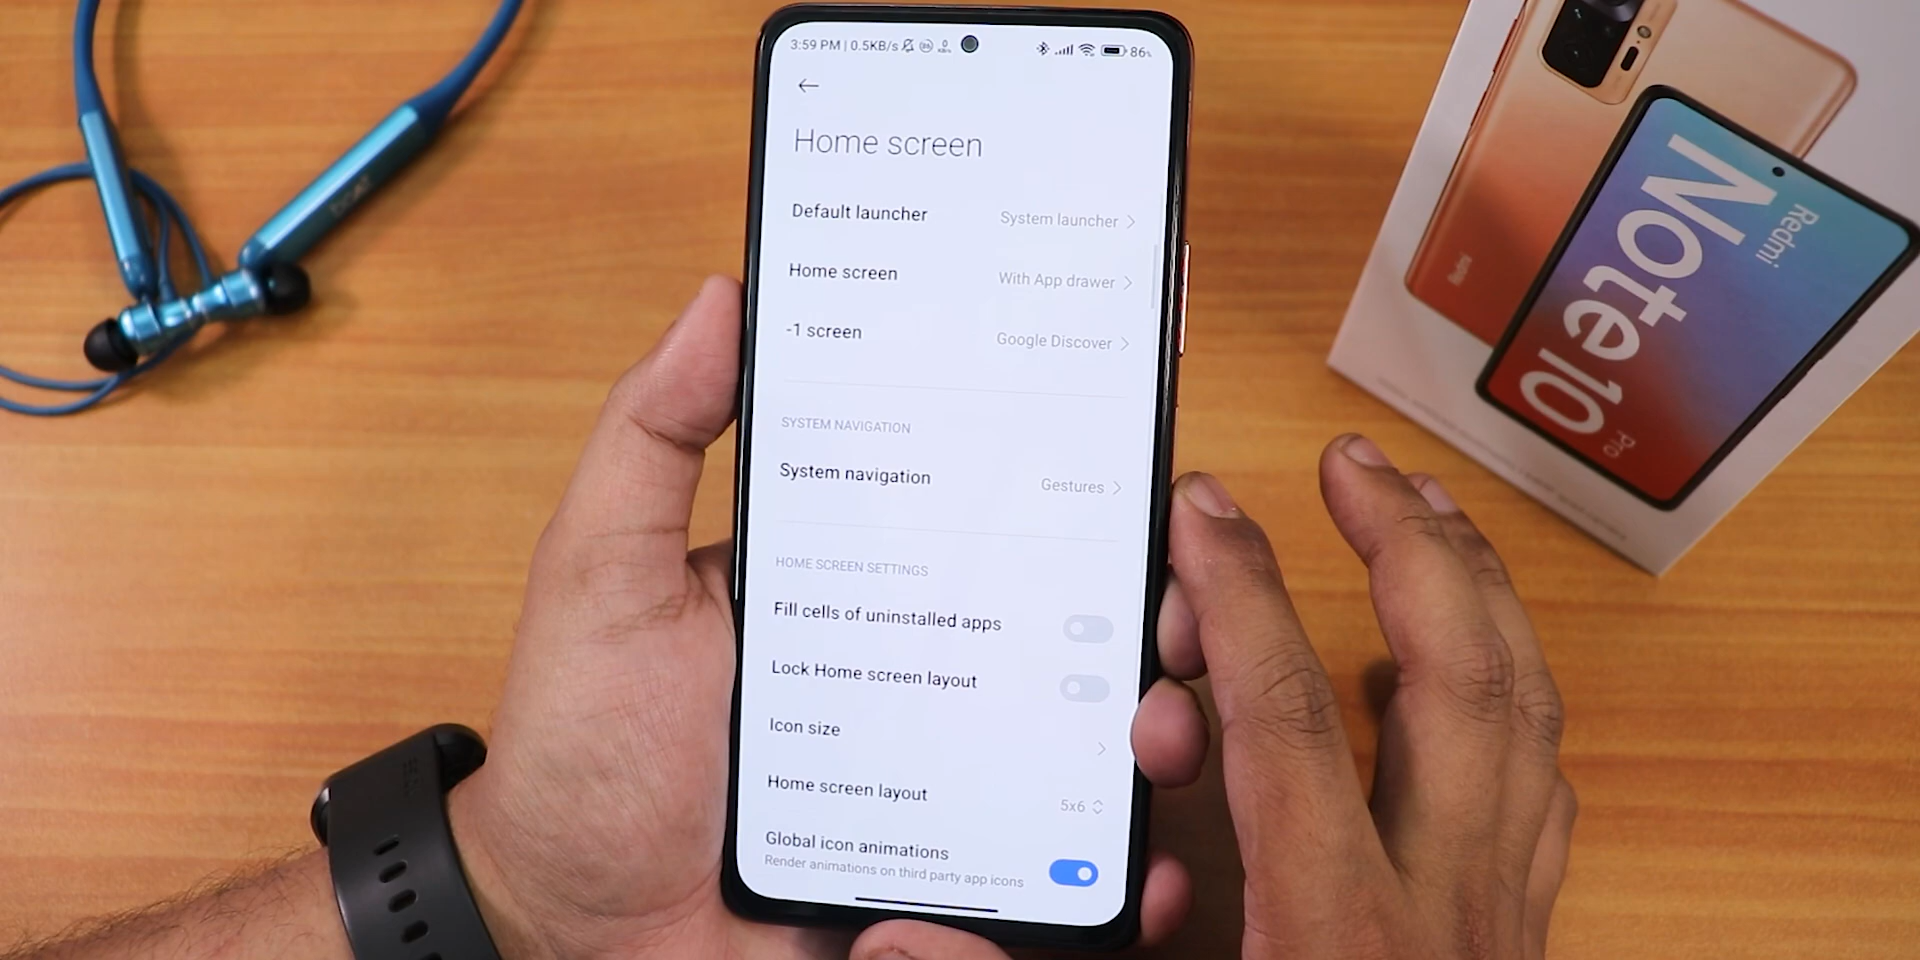 3:59 PM | 0.5KB/s
86%
Home screen
Default launcher
System launcher
Home screen
With App drawer
-1 screen
Google Discover
SYSTEM NAVIGATION
System navigation
Gestures
HOME SCREEN SETTINGS
Fill cells of uninstalled apps
Lock Home screen layout
Icon size
Home screen layout
5x6
Global icon animations
Render animations on third party app icons
Redmi
Note 10
Pro
boAt